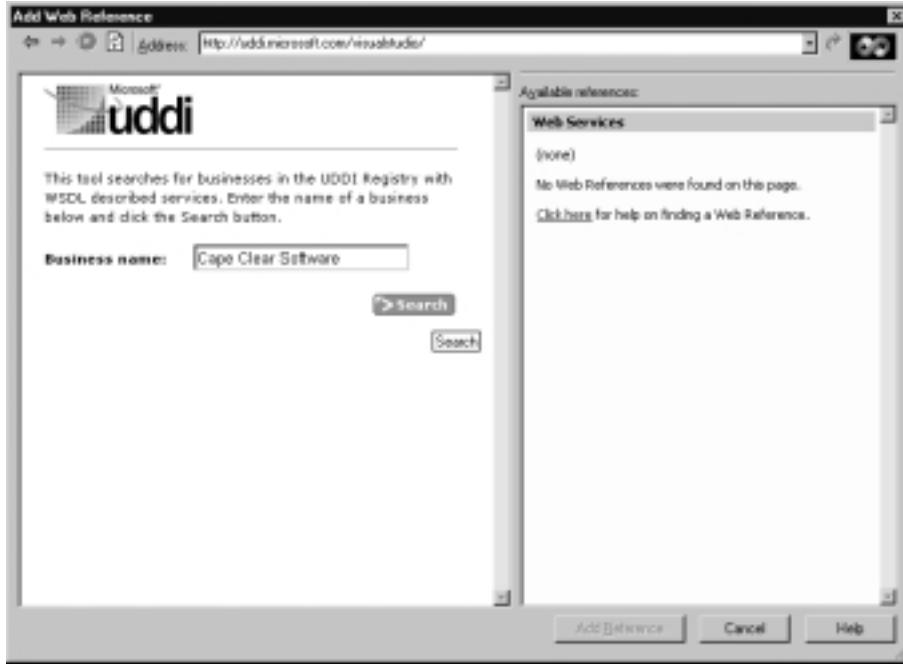 Add Web Reference
Address: http://uddi.microsoft.com/visualstudio/
Microsoft
uddi
This tool searches for businesses in the UDDI Registry with
WSDL described services. Enter the name of a business
below and click the Search button.
Business name: Cape Clear Software
Search
Search
Available references:
Web Services
(none)
No Web References were found on this page.
Click here for help on finding a Web Reference.
Add Reference
Cancel
Help